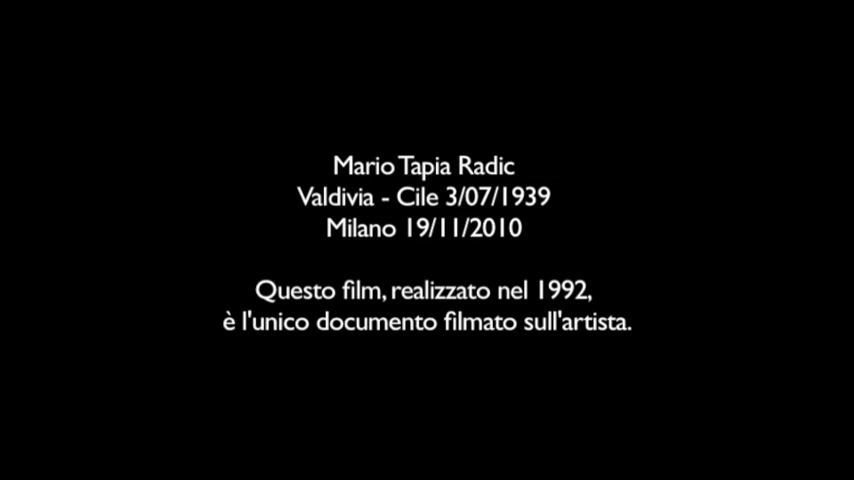 Mario Tapia Radic
Valdivia - Cile 3/07/1939
Milano 19/11/2010
Questo film, realizzato nel 1992,
è l'unico documento filmato sull'artista.